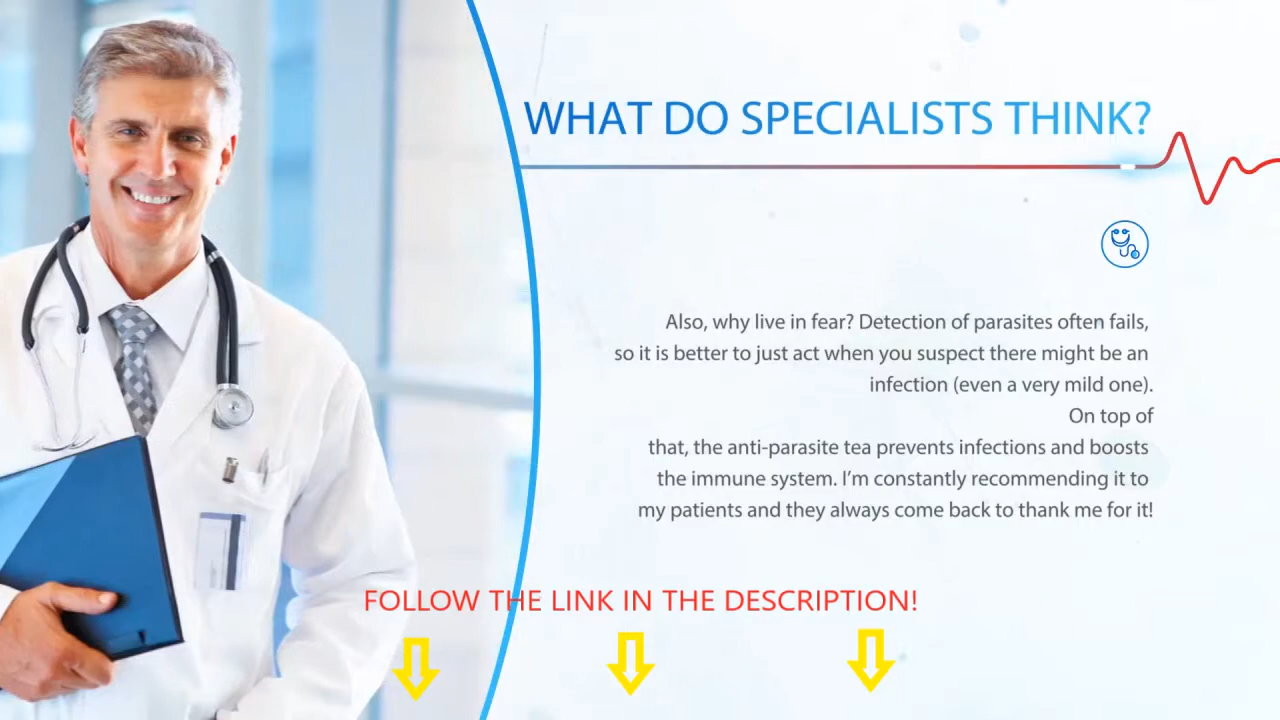 WHAT DO SPECIALISTS THINK?
Also, why live in fear? Detection of parasites often fails,
so it is better to just act when you suspect there might be an
infection (even a very mild one).
On top of
that, the anti-parasite tea prevents infections and boosts
the immune system. I'm constantly recommending it to
my patients and they always come back to thank me for it!
FOLLOW THE LINK IN THE DESCRIPTION!